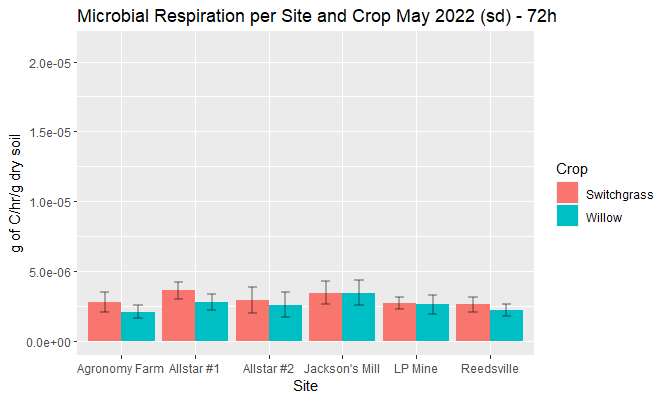 Microbial Respiration per Site and Crop May 2022 (sd) - 72h
g of C/hr/g dry soil
2.0e-05
1.5e-05
1.0e-05
5.0e-06
0.0e+00
Agronomy Farm Allstar #1 Allstar #2 Jackson's Mill LP Mine Reedsville
Site
Crop
Switchgrass
Willow